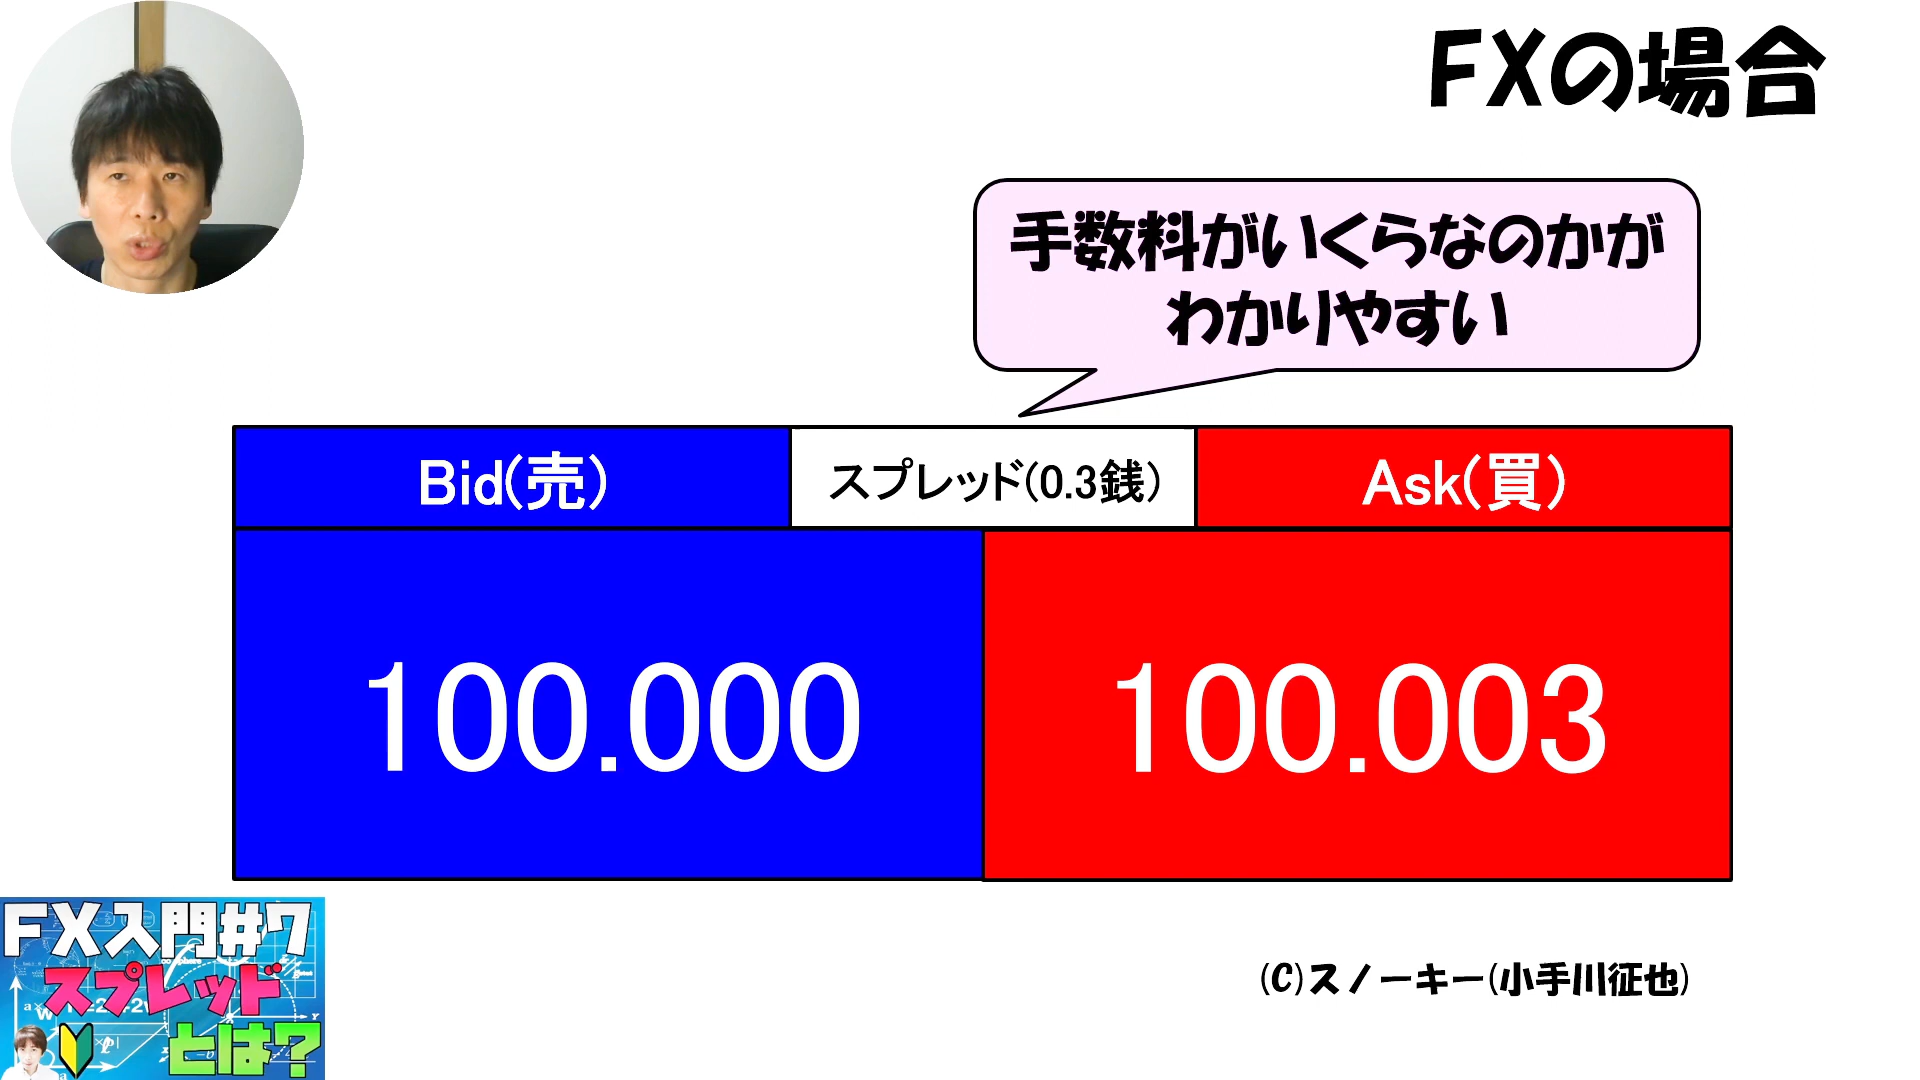 FXの場合
手数料がいくらなのかが
わかりやすい
Bid(売)
スプレッド(0.3銭)
Ask(買)
100.000
100.003
FX入門#7
スプレッド
とは?
(C)スノーキー(小手川征也)